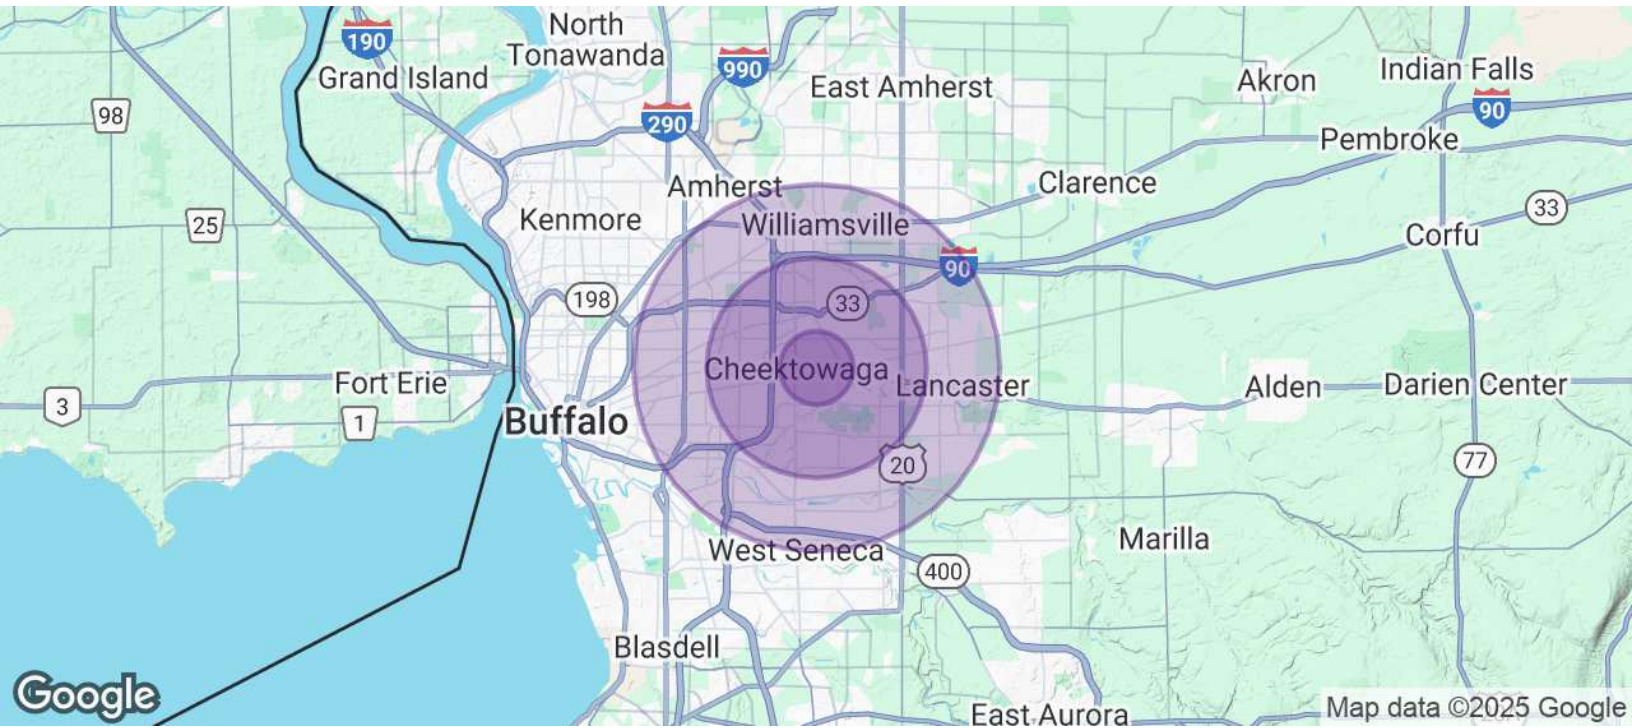 190
North
Tonawanda
990
Grand Island
East Amherst
Akron
Indian Falls
90
98
290
Pembroke
Amherst
Clarence
33
25
Kenmore
Williamsville
Corfu
90
198
33
Cheektowaga
Fort Erie
Lancaster
Alden
Darien Center
3
1
Buffalo
20
77
West Seneca
Marilla
400
Blasdell
Google
East Aurora
Map data ©2025 Google